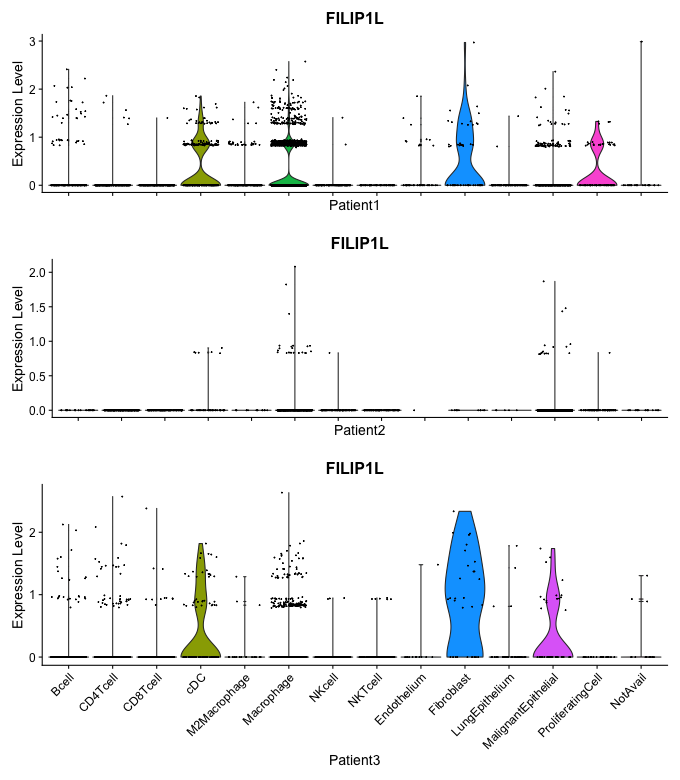 FILIP1L
Expression Level
3
2
1
0
Patient1
FILIP1L
Expression Level
2.0
1.5
1.0
0.5
0.0
Patient2
FILIP1L
Expression Level
2
1
0
Bcell
CD4Tcell
CD8Tcell
cDC
M2Macrophage
Macrophage
NKcell
NKTcell
Endothelium
Fibroblast
LungEpithelium
MalignantEpithelial
ProliferatingCell
NotAvail
Patient3